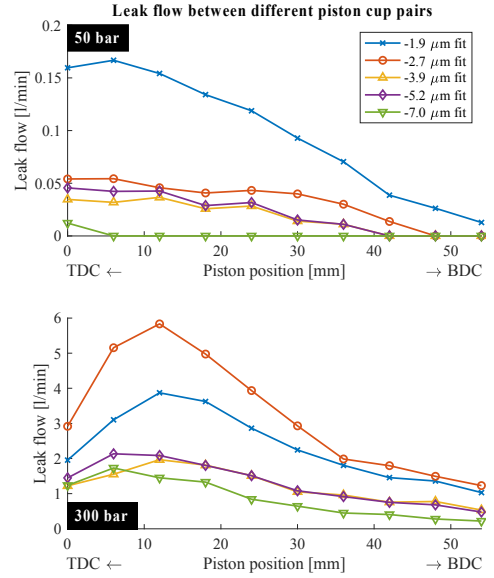 Leak flow between different piston cup pairs
50 bar
-1.9 μm fit
-2.7 μm fit
-3.9 μm fit
-5.2 μm fit
-7.0 μm fit
Leak flow [l/min]
0.2
0.15
0.1
0.05
0
0 10 20 30 40 50
TDC ← Piston position [mm] → BDC
Leak flow [l/min]
6
5
4
3
2
1
0
300 bar
0 10 20 30 40 50
TDC ← Piston position [mm] → BDC